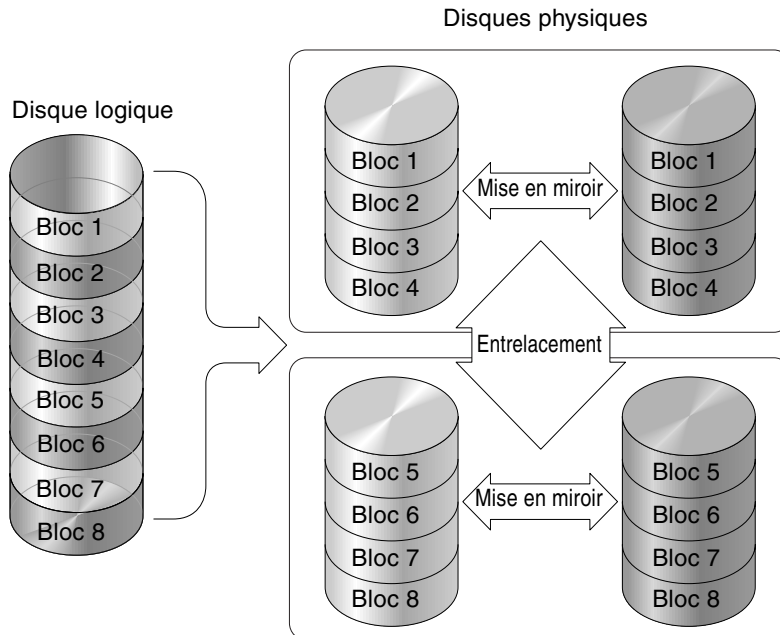 Disques physiques
Disque logique
Bloc 1
Bloc 2
Bloc 3
Bloc 4
Bloc 5
Bloc 6
Bloc 7
Bloc 8
Bloc 1
Bloc 2
Bloc 3
Bloc 4
Mise en miroir
Bloc 1
Bloc 2
Bloc 3
Bloc 4
Entrelacement
Bloc 5
Bloc 6
Bloc 7
Bloc 8
Mise en miroir
Bloc 5
Bloc 6
Bloc 7
Bloc 8